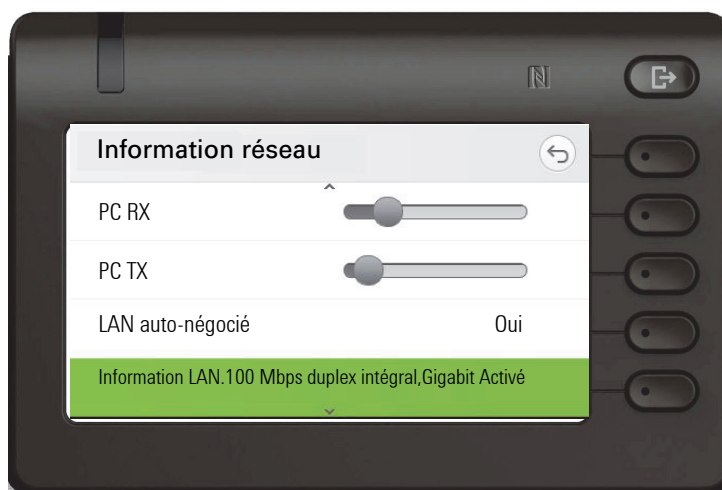 Information réseau
PC RX
PC TX
LAN auto-négocié Oui
Information LAN.100 Mbps duplex intégral,Gigabit Activé